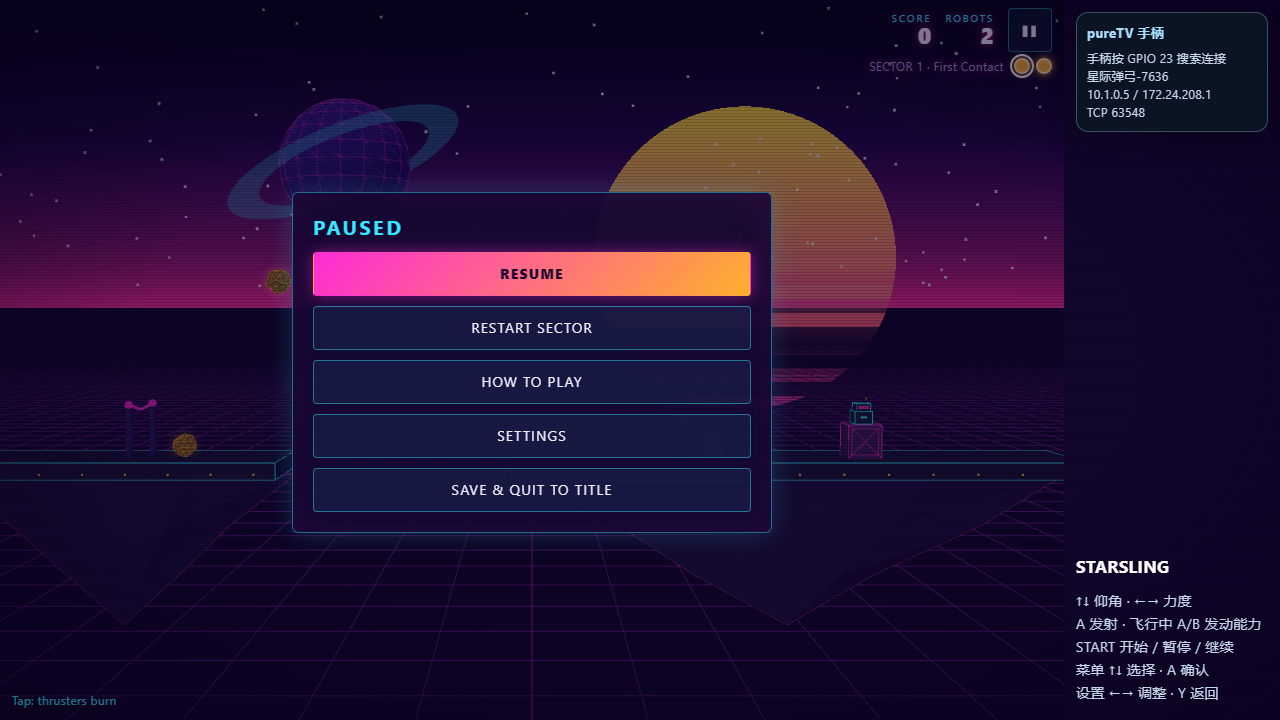 SCORE ROBOTS
0 2
SECTOR 1 · First Contact
PAUSED
RESUME
RESTART SECTOR
HOW TO PLAY
SETTINGS
SAVE & QUIT TO TITLE
Tap: thrusters burn
pureTV 手柄
手柄按 GPIO 23 搜索连接
星际弹弓-7636
10.1.0.5 / 172.24.208.1
TCP 63548
STARSLING
↑↓ 仰角 · ←→ 力度
A 发射 · 飞行中 A/B 发动能力
START 开始 / 暂停 / 继续
菜单 ↑↓ 选择 · A 确认
设置 ←→ 调整 · Y 返回